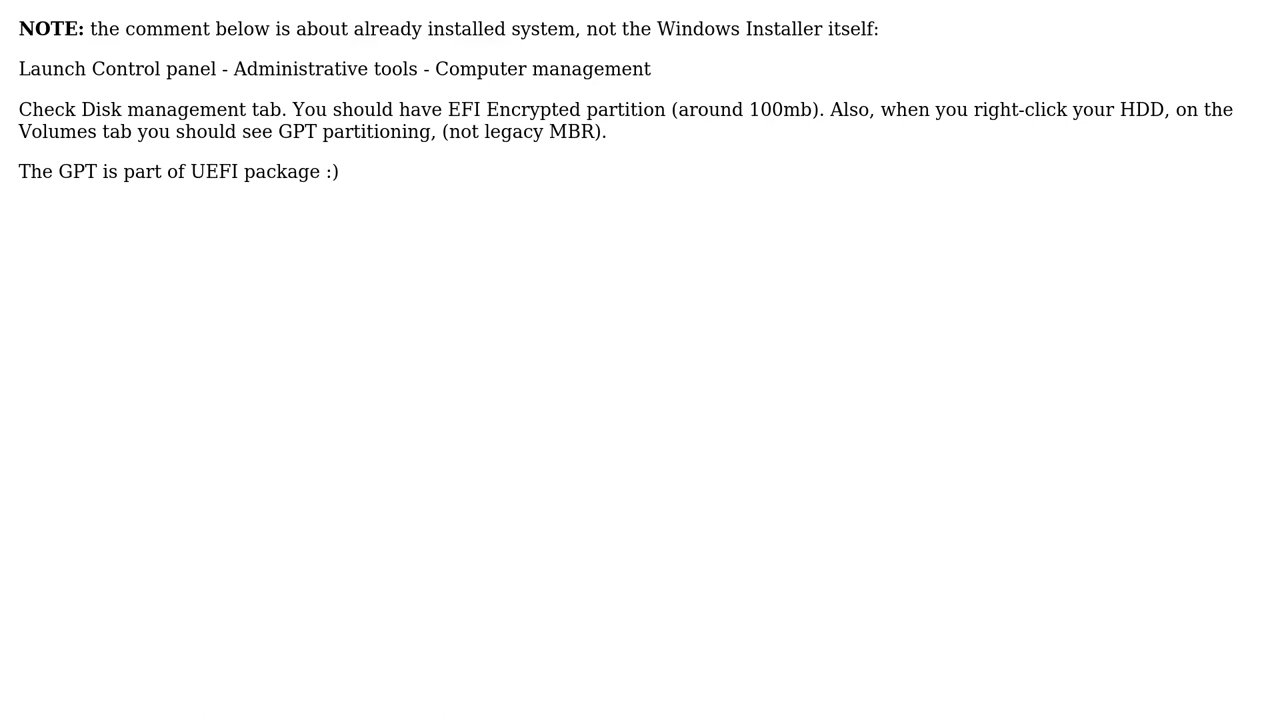 NOTE: the comment below is about already installed system, not the Windows Installer itself:
Launch Control panel - Administrative tools - Computer management
Check Disk management tab. You should have EFI Encrypted partition (around 100mb). Also, when you right-click your HDD, on the
Volumes tab you should see GPT partitioning, (not legacy MBR).
The GPT is part of UEFI package :)